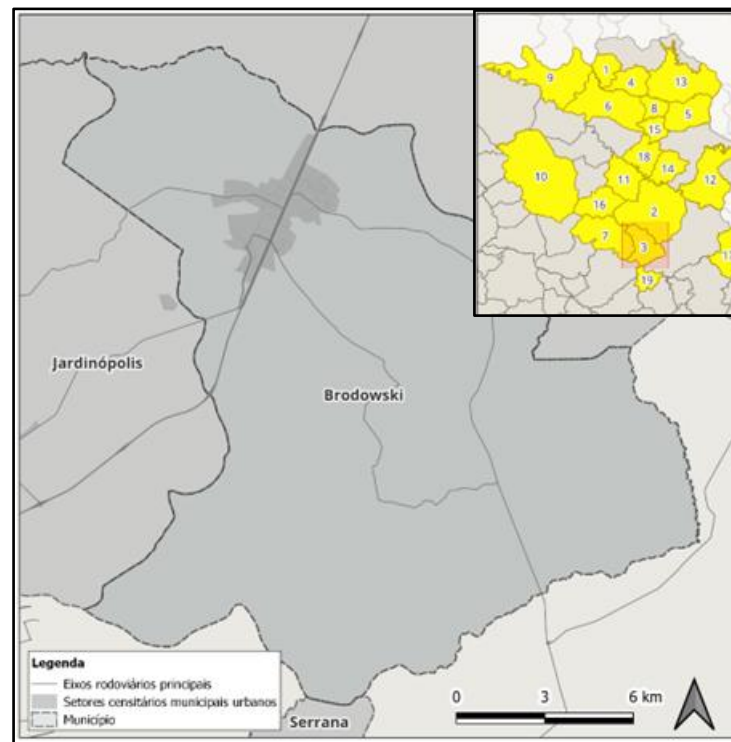 1
9
4
13
6
8
5
15
18
14
10
11
12
16
2
7
3
19
Jardinópolis
Brodowski
Legenda
Eixos rodoviários principais
Setores censitários municipais urbanos
Município
Serrana
0 3 6 km